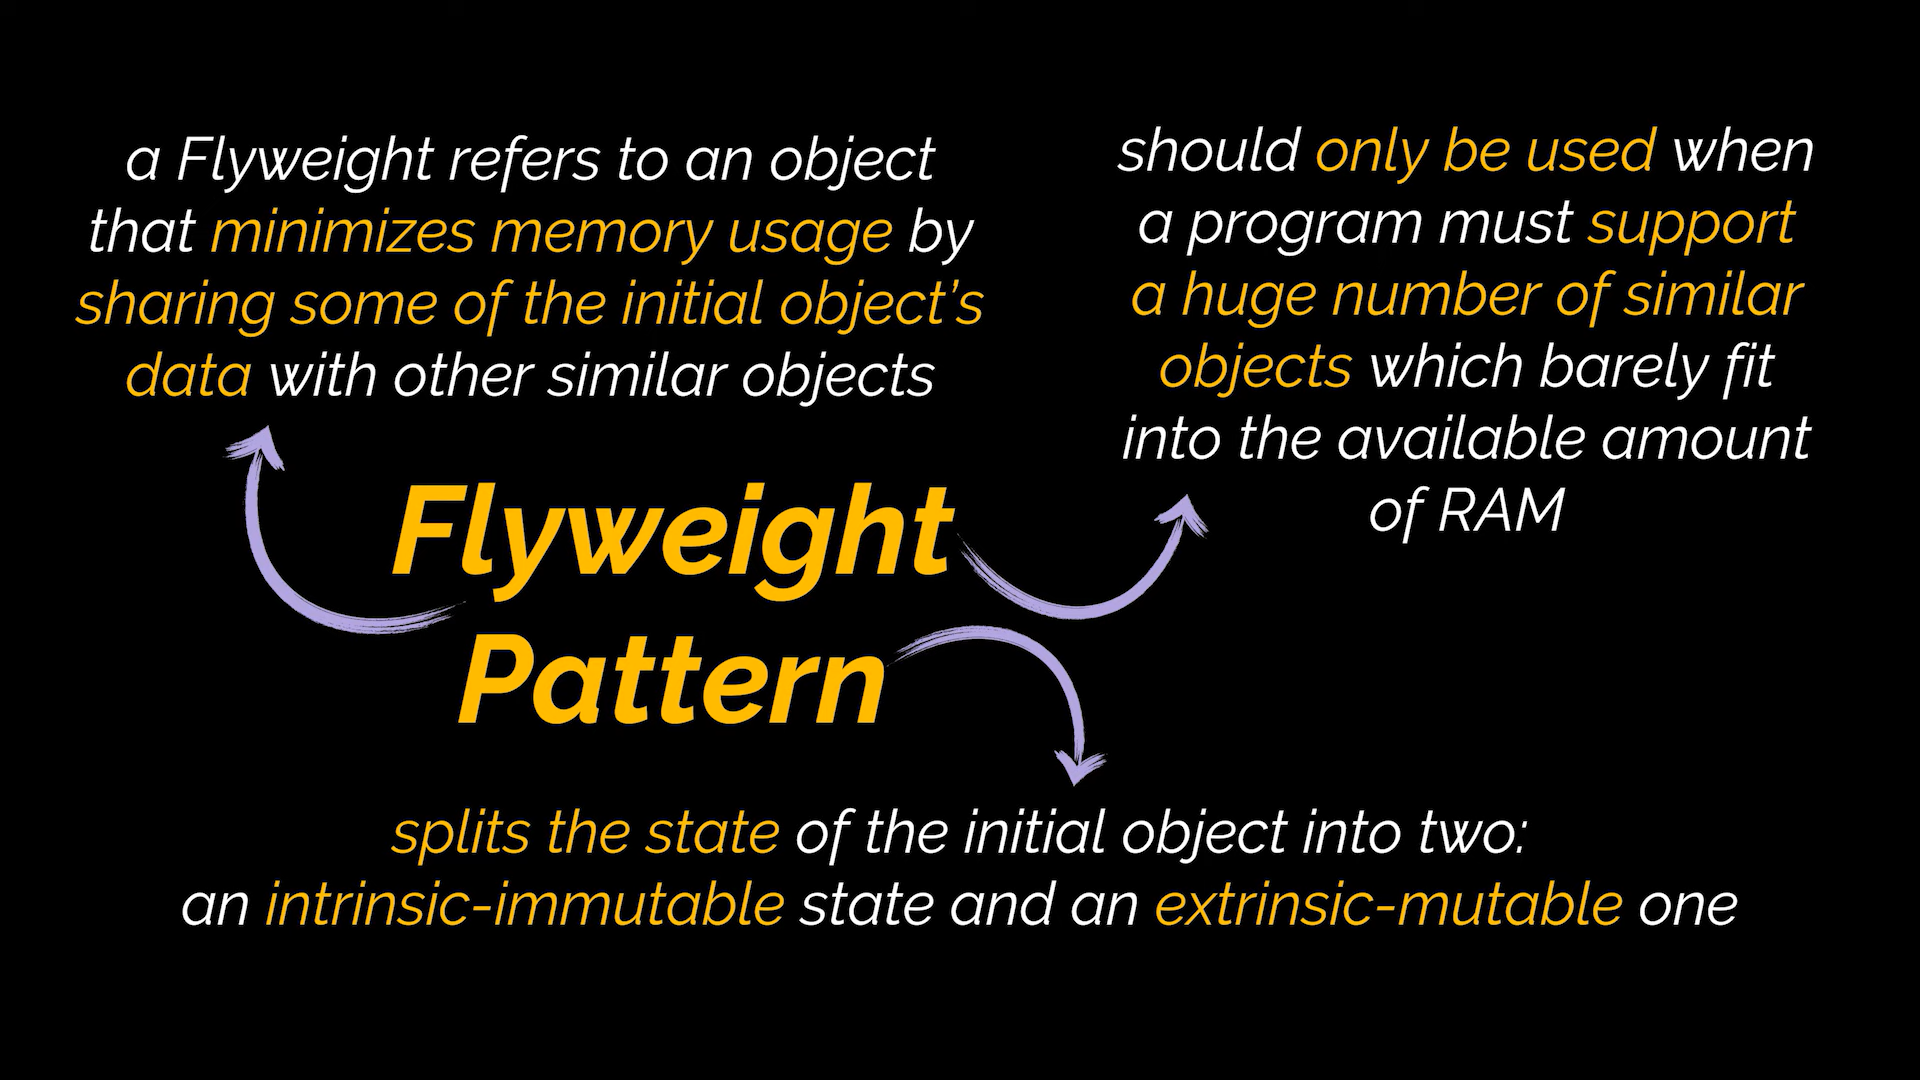 a Flyweight refers to an object
that minimizes memory usage by
sharing some of the initial object's
data with other similar objects
should only be used when
a program must support
a huge number of similar
objects which barely fit
into the available amount
of RAM
Flyweight
Pattern
splits the state of the initial object into two:
an intrinsic-immutable state and an extrinsic-mutable one